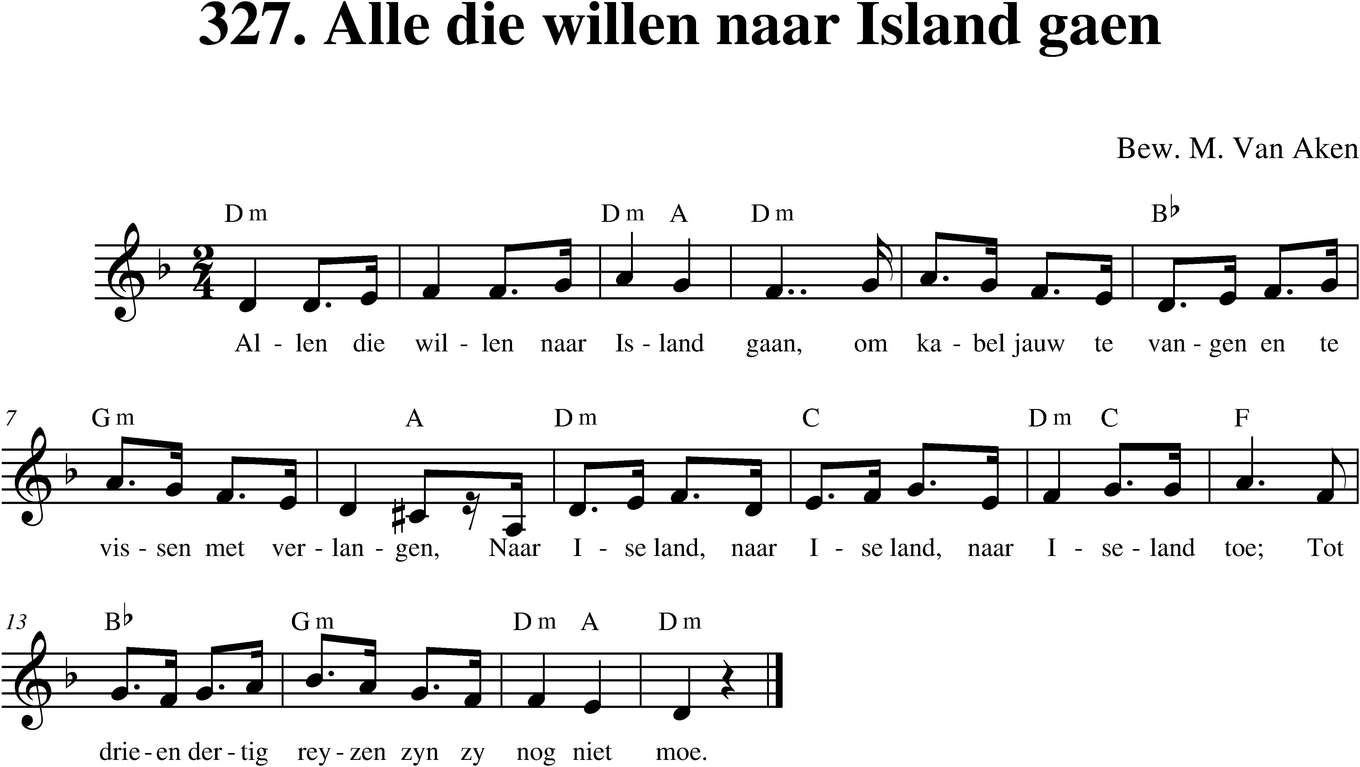 327. Alle die willen naar Island gaen
Bew. M. Van Aken
Dm Dm A Dm B♭
2/4
Al - len die wil - len naar Is - land gaan, om ka - bel jauw te van - gen en te
7 Gm A Dm C Dm C F
vis - sen met ver - lan - gen, Naar I - se land, naar I - se land, naar I - se - land toe; Tot
13 B♭ Gm Dm A Dm
drie - en der - tig rey - zen zyn zy nog niet moe.